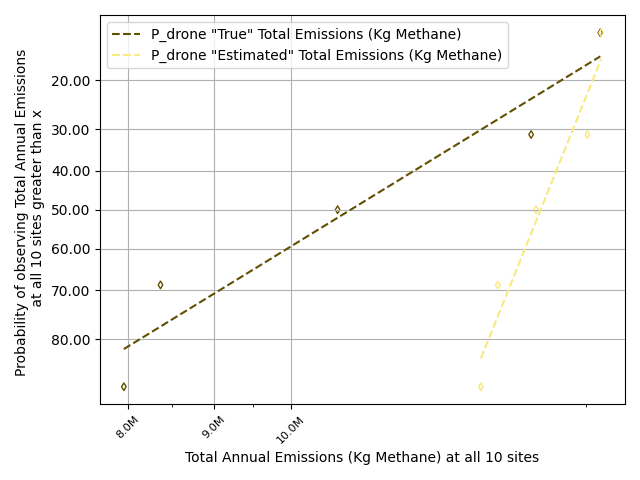 P_drone "True" Total Emissions (Kg Methane)
P_drone "Estimated" Total Emissions (Kg Methane)
Probability of observing Total Annual Emissions
at all 10 sites greater than x
20.00
30.00
40.00
50.00
60.00
70.00
80.00
8.0M
9.0M
10.0M
Total Annual Emissions (Kg Methane) at all 10 sites